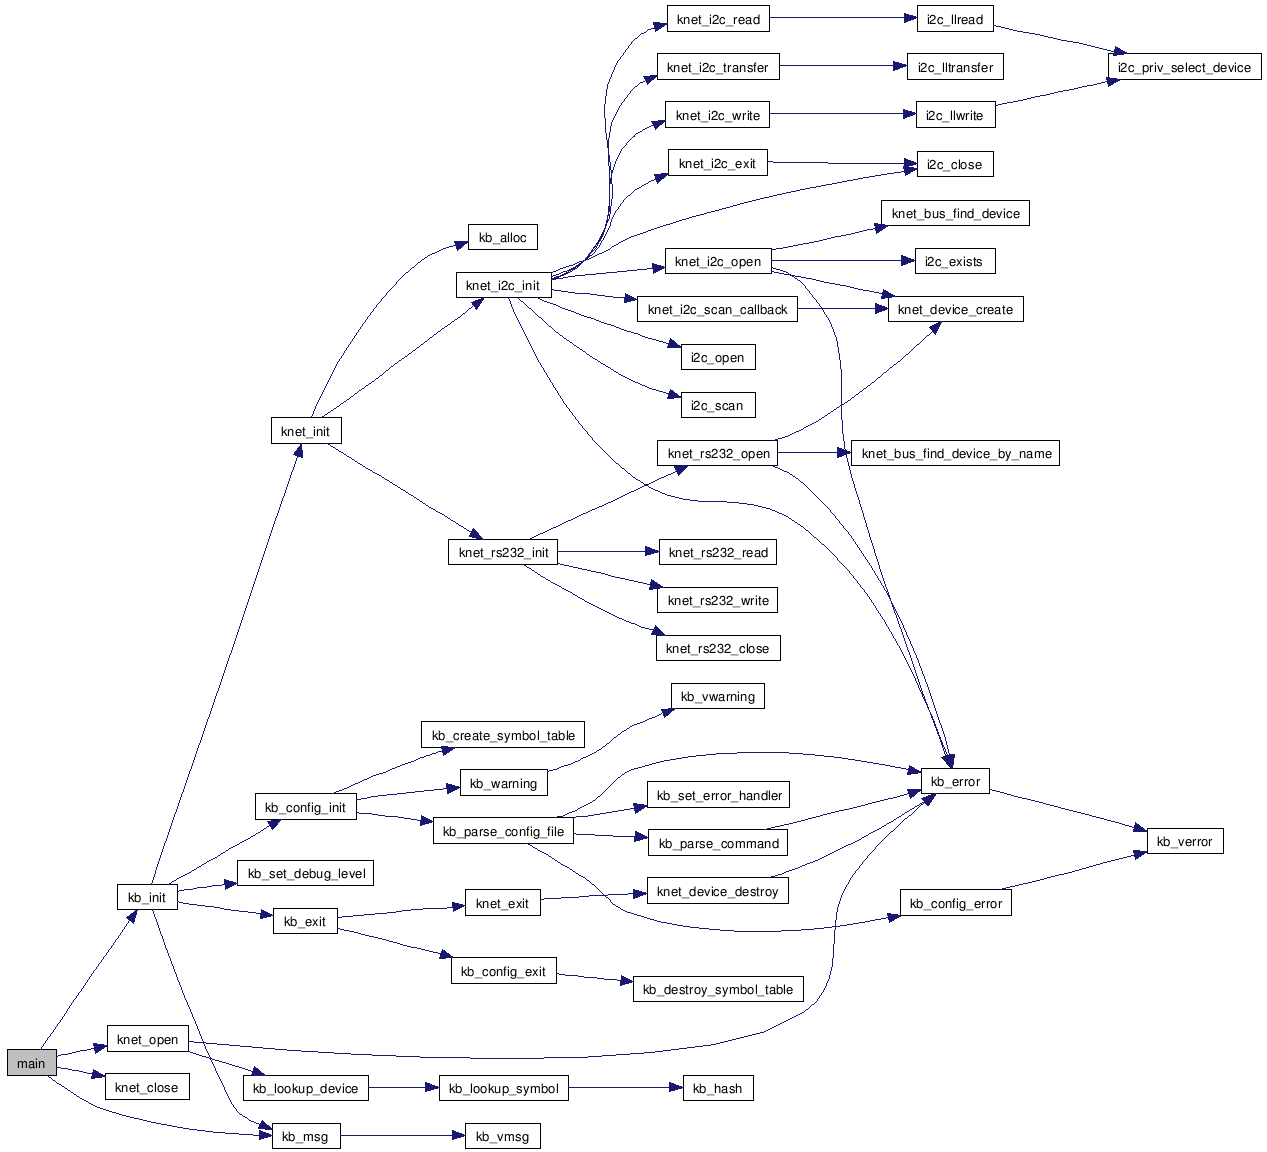 knet_i2c_read
i2c_llread
knet_i2c_transfer
i2c_lltransfer
i2c_priv_select_device
knet_i2c_write
i2c_llwrite
knet_i2c_exit
i2c_close
knet_bus_find_device
kb_alloc
knet_i2c_open
i2c_exists
knet_i2c_init
knet_i2c_scan_callback
knet_device_create
i2c_open
i2c_scan
knet_init
knet_rs232_open
knet_bus_find_device_by_name
knet_rs232_init
knet_rs232_read
knet_rs232_write
knet_rs232_close
kb_vwarning
kb_create_symbol_table
kb_warning
kb_error
kb_config_init
kb_set_error_handler
kb_parse_config_file
kb_parse_command
kb_verror
kb_set_debug_level
kb_init
knet_device_destroy
knet_exit
kb_config_error
kb_exit
kb_config_exit
kb_destroy_symbol_table
knet_open
main
knet_close
kb_lookup_device
kb_lookup_symbol
kb_hash
kb_msg
kb_vmsg